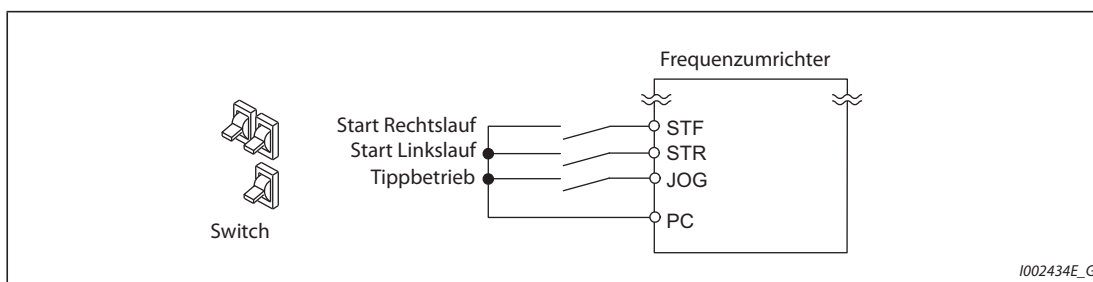 Frequenzumrichter
Start Rechtslauf
STF
Start Linkslauf
STR
Tippbetrieb
JOG
PC
Switch
I002434E_G